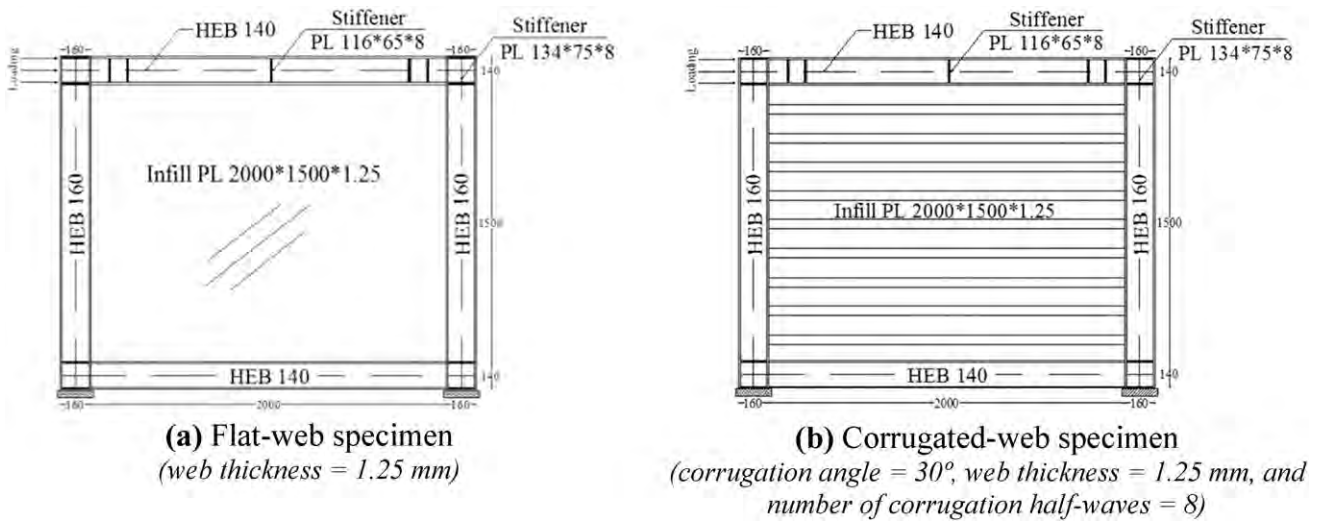 Stiffener
HEB 140
PL 116*65*8
Stiffener
PL 134*75*8
160
160
140
Loading
Infill PL 2000*1500*1.25
HEB 160
HEB 160
1500
HEB 140
140
160
2000
160
(a) Flat-web specimen
(web thickness = 1.25 mm)
Stiffener
HEB 140
PL 116*65*8
Stiffener
PL 134*75*8
160
160
140
Loading
Infill PL 2000*1500*1.25
HEB 160
HEB 160
1500
HEB 140
140
160
2000
160
(b) Corrugated-web specimen
(corrugation angle = 30º, web thickness = 1.25 mm, and
number of corrugation half-waves = 8)